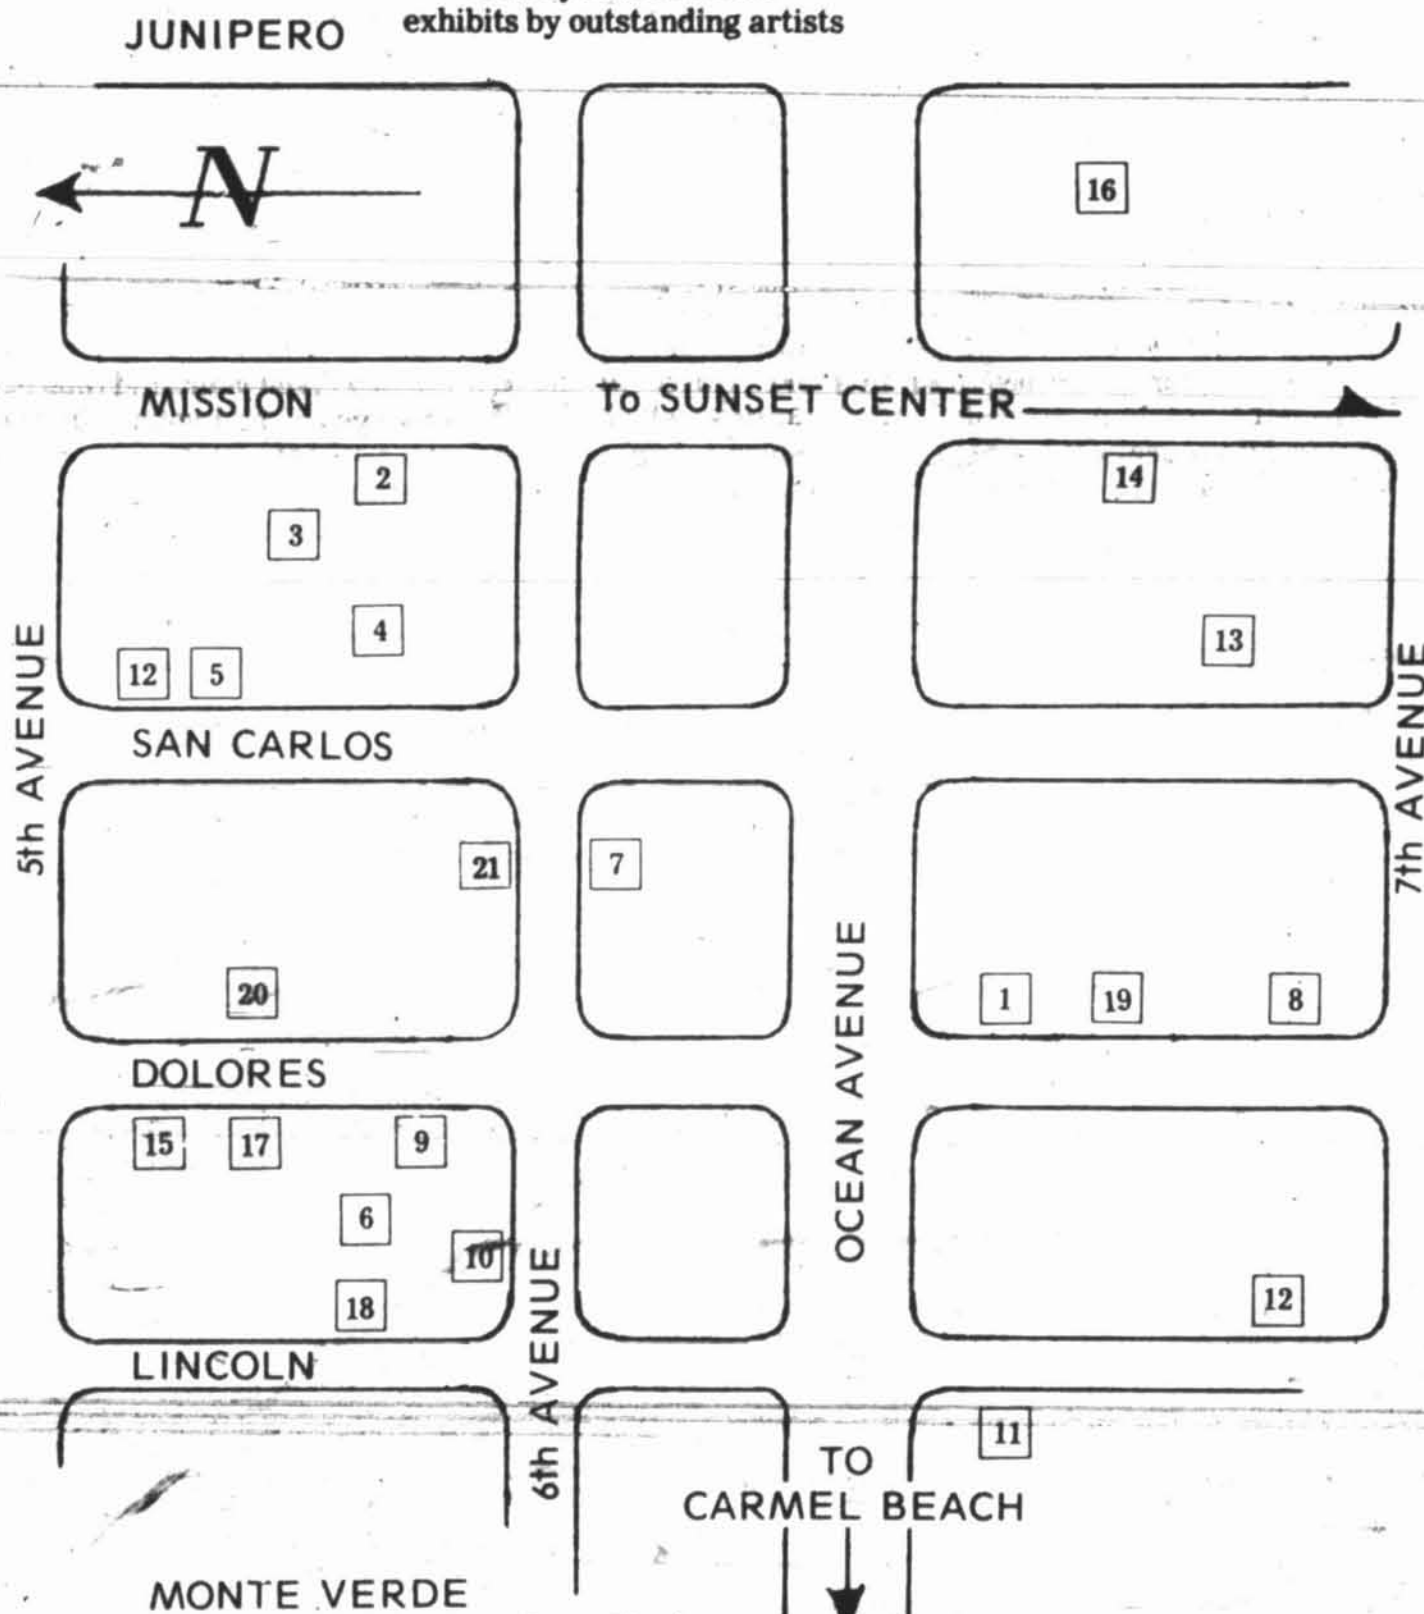 exhibits by outstanding artists
JUNIPERO
N
16
MISSION
To SUNSET CENTER
2
14
3
4
13
12
5
5th AVENUE
7th AVENUE
SAN CARLOS
21
7
20
1
19
8
OCEAN AVENUE
DOLORES
15
17
9
6
10
18
12
6th AVENUE
LINCOLN
11
TO
CARMEL BEACH
MONTE VERDE